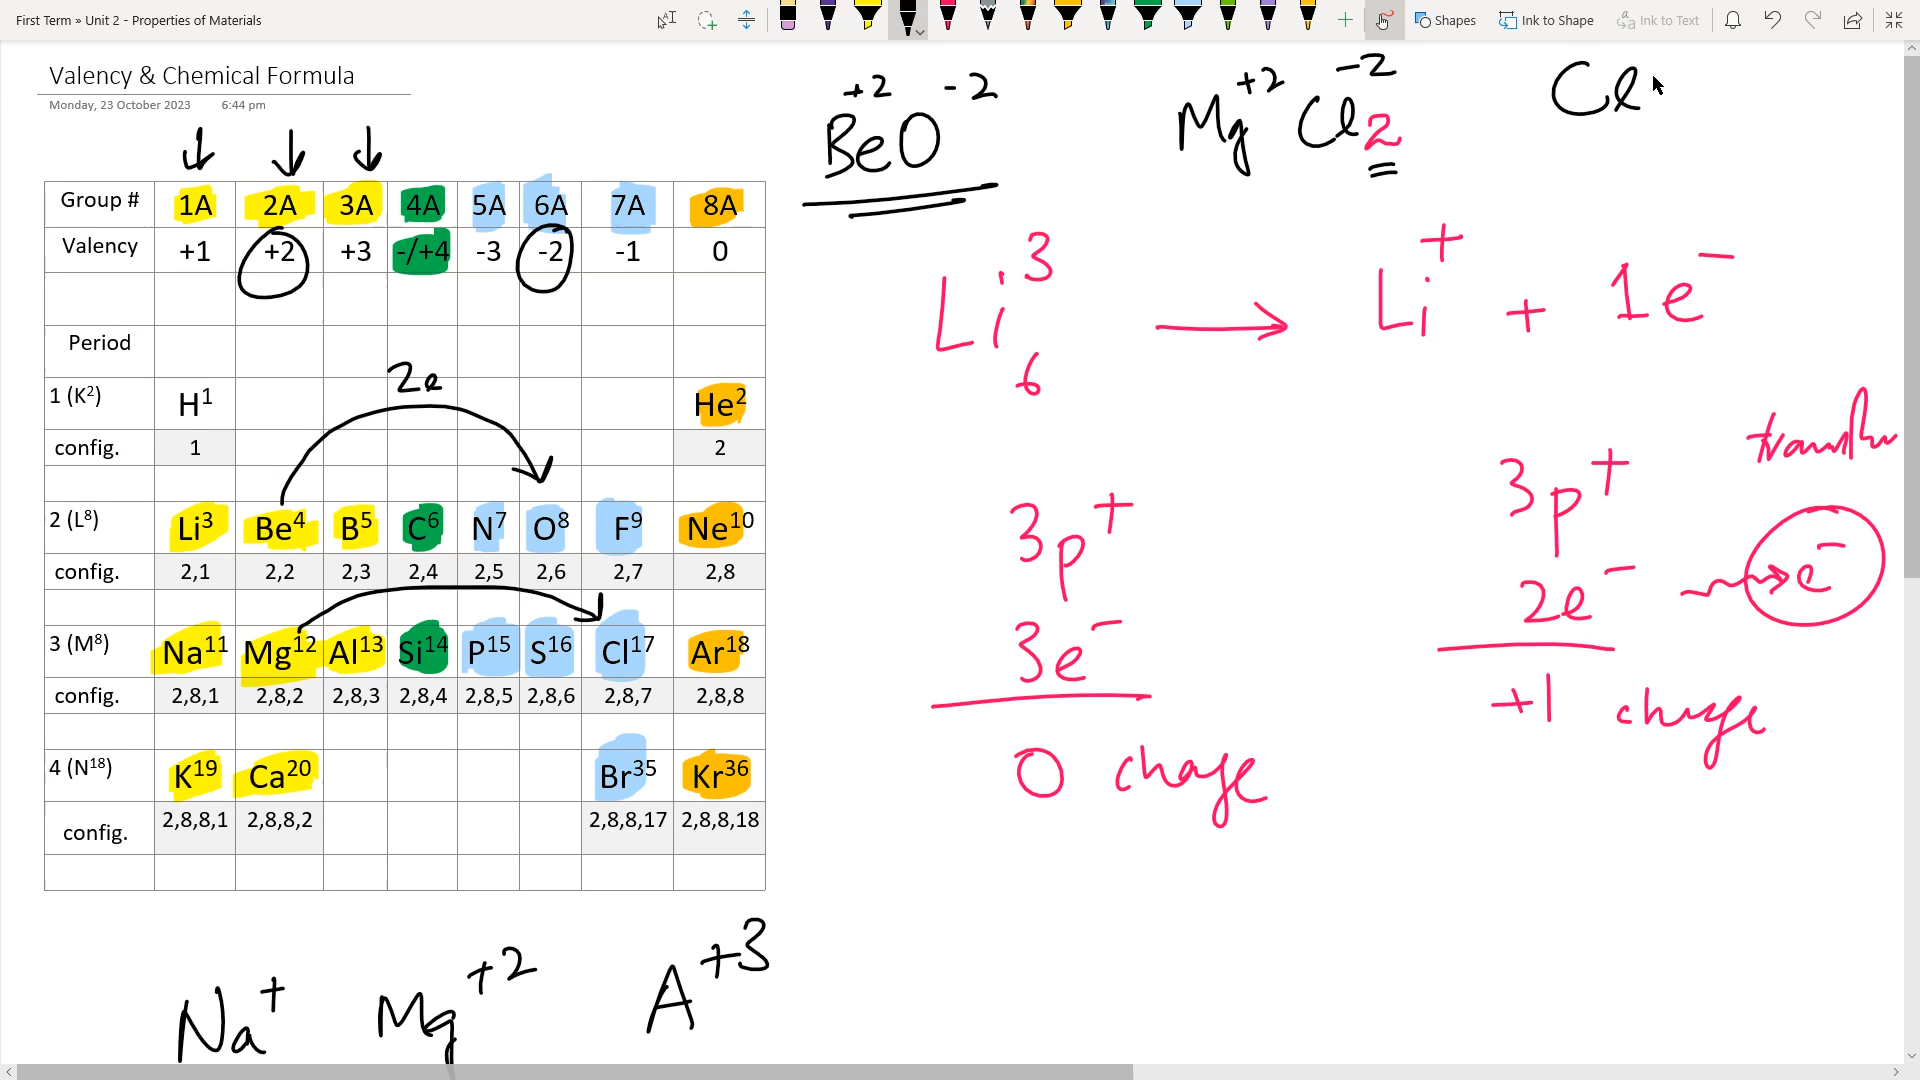 First Term » Unit 2 - Properties of Materials
Shapes Ink to Shape Ink to Text
Valency & Chemical Formula
Monday, 23 October 2023 6:44 pm
Be⁺²O⁻² Mg⁺² Cl₂⁻² Cl
Group # 1A 2A 3A 4A 5A 6A 7A 8A
Valency +1 +2 +3 -/+4 -3 -2 -1 0
Period
1 (K²) H¹ He²
config. 1 2
2e
2 (L⁸) Li³ Be⁴ B⁵ C⁶ N⁷ O⁸ F⁹ Ne¹⁰
config. 2,1 2,2 2,3 2,4 2,5 2,6 2,7 2,8
3 (M⁸) Na¹¹ Mg¹² Al¹³ Si¹⁴ P¹⁵ S¹⁶ Cl¹⁷ Ar¹⁸
config. 2,8,1 2,8,2 2,8,3 2,8,4 2,8,5 2,8,6 2,8,7 2,8,8
4 (N¹⁸) K¹⁹ Ca²⁰ Br³⁵ Kr³⁶
config. 2,8,8,1 2,8,8,2 2,8,8,17 2,8,8,18
Li³₆ → Li⁺ + 1e⁻
3p⁺
3e⁻
0 charge
3p⁺
2e⁻ → e⁻
+1 charge
Na⁺ Mg⁺² A⁺³